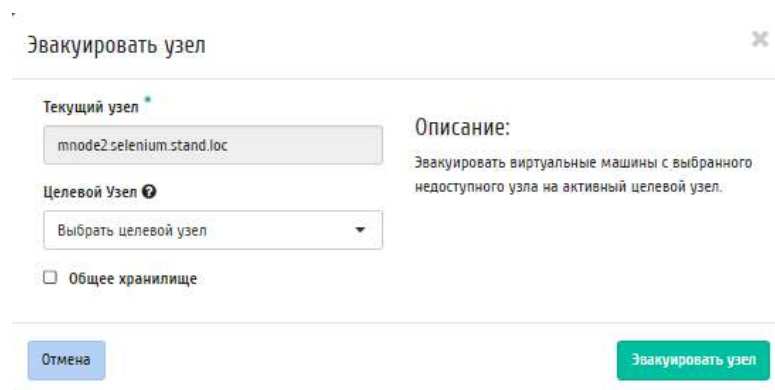 Эвакуировать узел
Текущий узел *
mnode2.selenium.stand.loc
Целевой Узел
Выбрать целевой узел
Общее хранилище
Описание:
Эвакуировать виртуальные машины с выбранного
недоступного узла на активный целевой узел.
Отмена
Эвакуировать узел